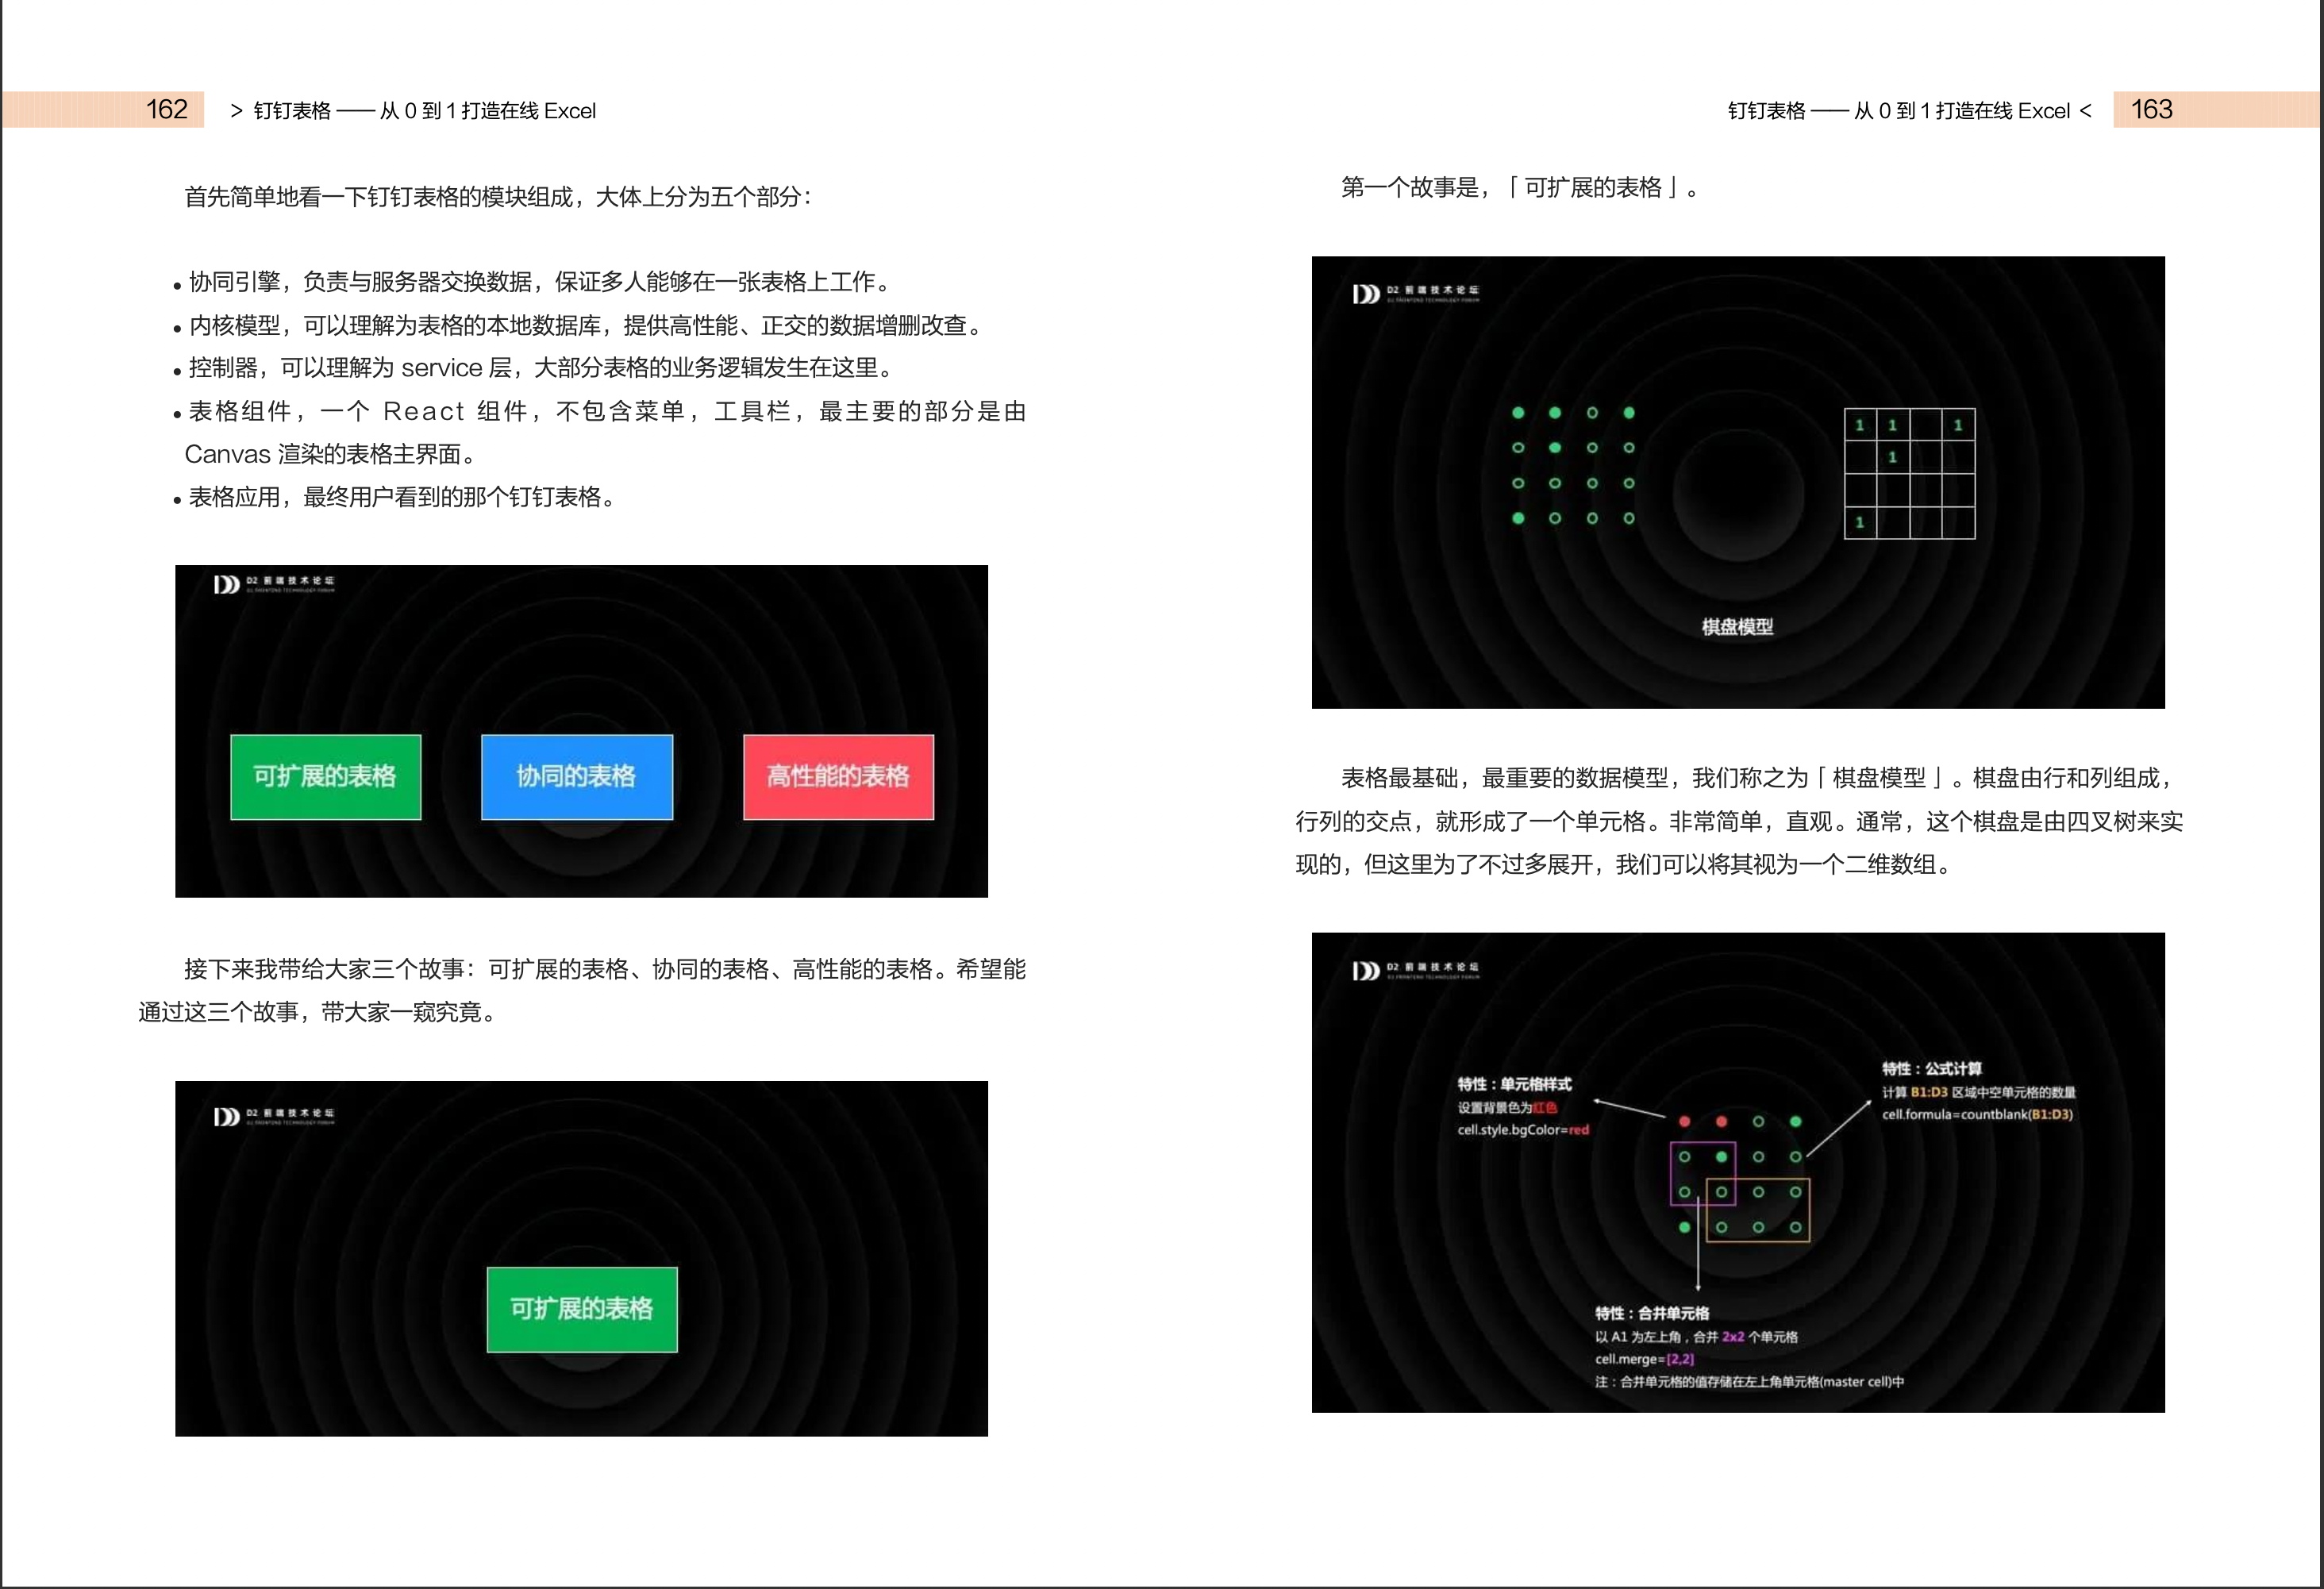 162
> 钉钉表格 —— 从 0 到 1 打造在线 Excel
首先简单地看一下钉钉表格的模块组成，大体上分为五个部分：
• 协同引擎，负责与服务器交换数据，保证多人能够在一张表格上工作。
• 内核模型，可以理解为表格的本地数据库，提供高性能、正交的数据增删改查。
• 控制器，可以理解为 service 层，大部分表格的业务逻辑发生在这里。
• 表格组件，一个 React 组件，不包含菜单，工具栏，最主要的部分是由
Canvas 渲染的表格主界面。
• 表格应用，最终用户看到的那个钉钉表格。
D2 前端技术论坛
D2 FRONTEND TECHNOLOGY FORUM
可扩展的表格
协同的表格
高性能的表格
接下来我带给大家三个故事：可扩展的表格、协同的表格、高性能的表格。希望能
通过这三个故事，带大家一窥究竟。
D2 前端技术论坛
D2 FRONTEND TECHNOLOGY FORUM
可扩展的表格
钉钉表格 —— 从 0 到 1 打造在线 Excel <
163
第一个故事是，「 可扩展的表格 」。
D2 前端技术论坛
D2 FRONTEND TECHNOLOGY FORUM
1 1 1
1
1
棋盘模型
表格最基础，最重要的数据模型，我们称之为「 棋盘模型 」。棋盘由行和列组成，
行列的交点，就形成了一个单元格。非常简单，直观。通常，这个棋盘是由四叉树来实
现的，但这里为了不过多展开，我们可以将其视为一个二维数组。
D2 前端技术论坛
D2 FRONTEND TECHNOLOGY FORUM
特性：单元格样式
设置背景色为红色
cell.style.bgColor=red
特性：公式计算
计算 B1:D3 区域中空单元格的数量
cell.formula=countblank(B1:D3)
特性：合并单元格
以 A1 为左上角，合并 2x2 个单元格
cell.merge=[2,2]
注：合并单元格的值存储在左上角单元格(master cell)中